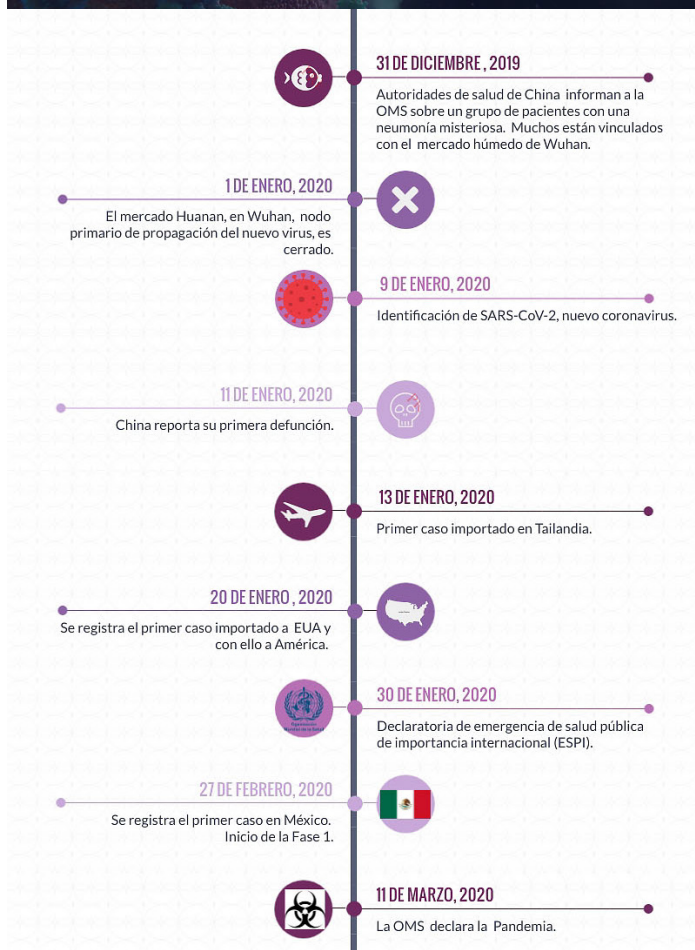 31 DE DICIEMBRE, 2019
Autoridades de salud de China informan a la
OMS sobre un grupo de pacientes con una
neumonía misteriosa. Muchos están vinculados
con el mercado húmedo de Wuhan.
1 DE ENERO, 2020
El mercado Huanan, en Wuhan, nodo
primario de propagación del nuevo virus, es
cerrado.
9 DE ENERO, 2020
Identificación de SARS-CoV-2, nuevo coronavirus.
11 DE ENERO, 2020
China reporta su primera defunción.
13 DE ENERO, 2020
Primer caso importado en Tailandia.
20 DE ENERO, 2020
Se registra el primer caso importado a EUA y
con ello a América.
30 DE ENERO, 2020
Declaratoria de emergencia de salud pública
de importancia internacional (ESPI).
27 DE FEBRERO, 2020
Se registra el primer caso en México.
Inicio de la Fase 1.
11 DE MARZO, 2020
La OMS declara la Pandemia.